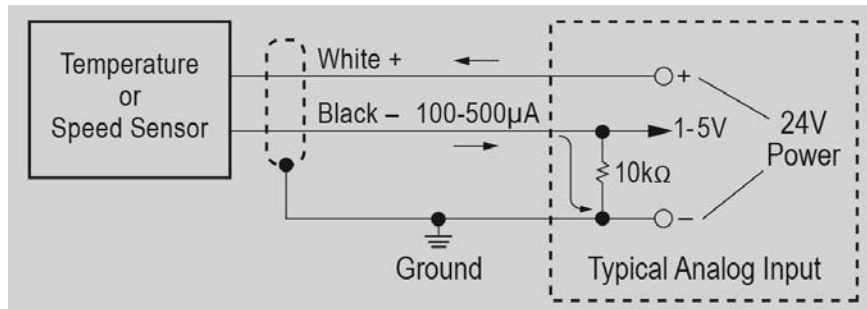 Temperature
or
Speed Sensor
White +
Black – 100-500µA
+
1-5V
24V
Power
10kΩ
–
Ground
Typical Analog Input